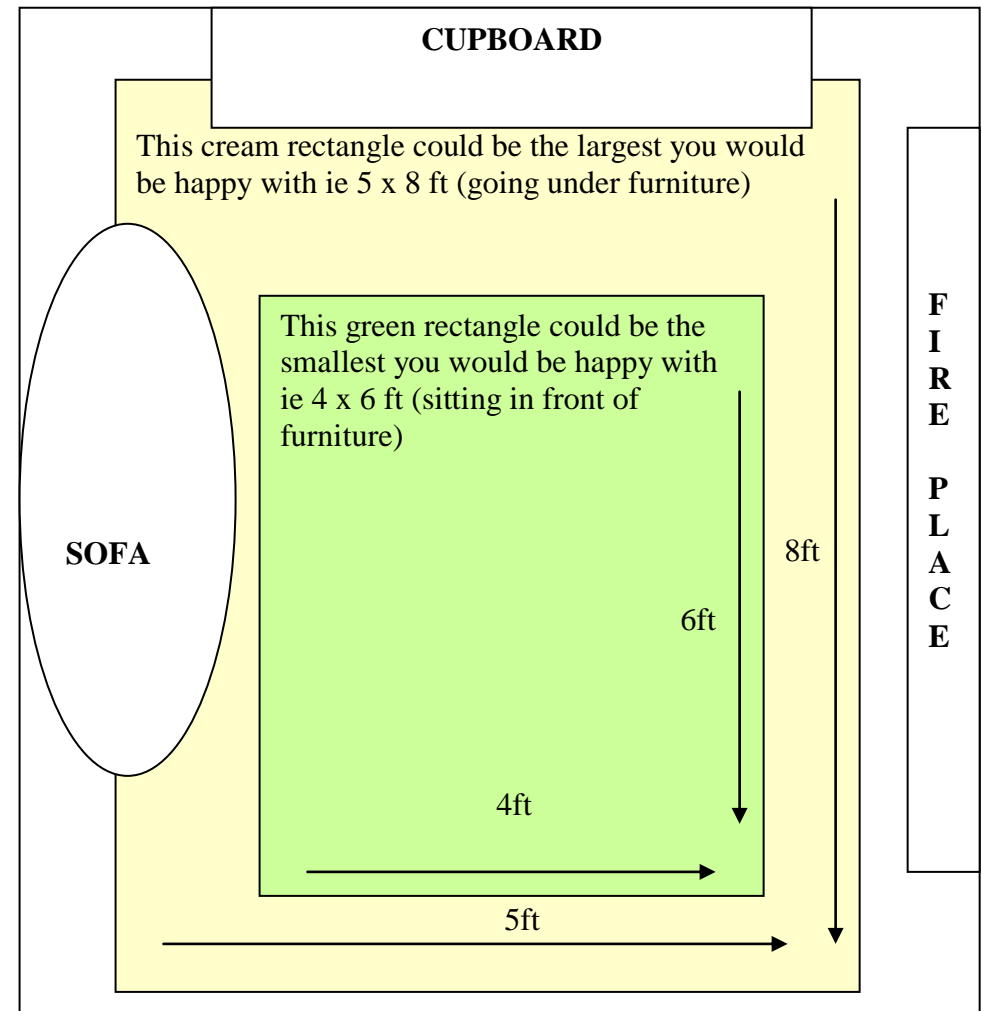 CUPBOARD
This cream rectangle could be the largest you would
be happy with ie 5 x 8 ft (going under furniture)
This green rectangle could be the
smallest you would be happy with
ie 4 x 6 ft (sitting in front of
furniture)
SOFA
8ft
6ft
4ft
5ft
F
I
R
E
P
L
A
C
E